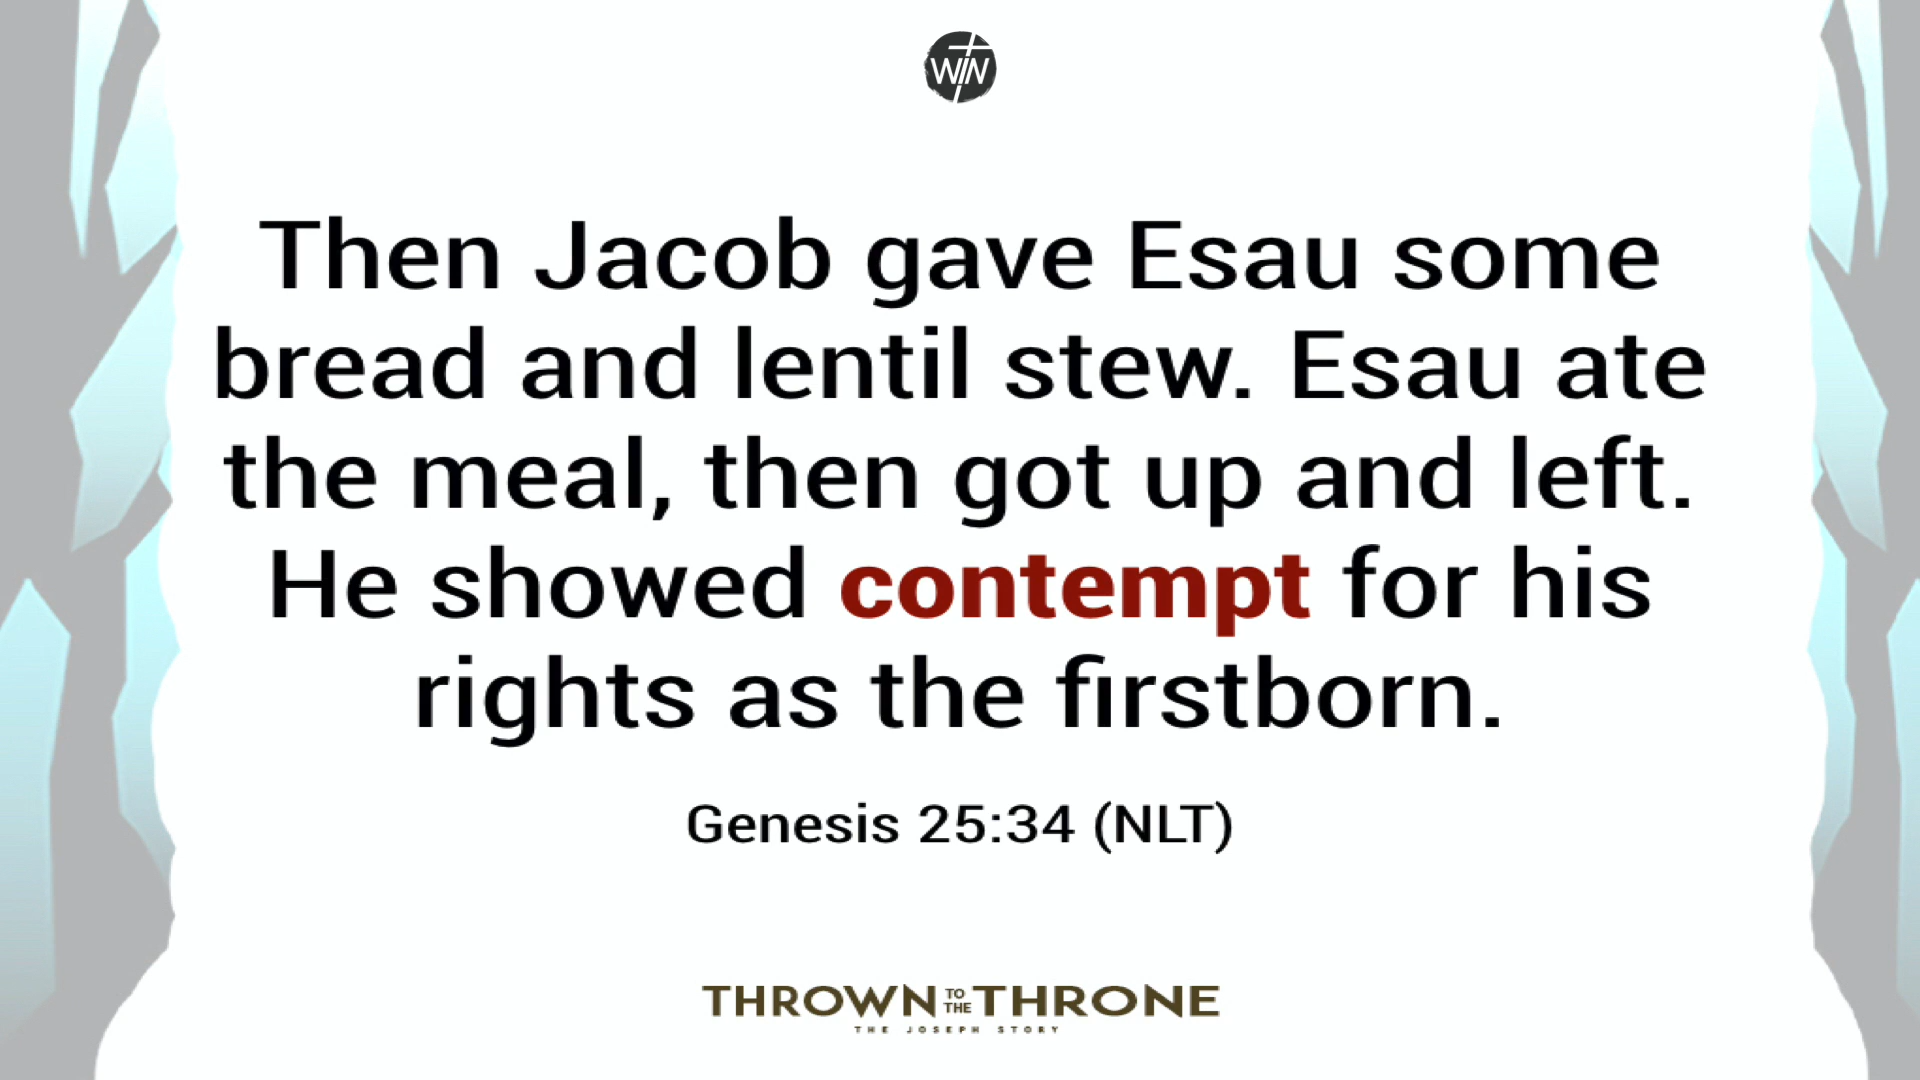 WIN
Then Jacob gave Esau some
bread and lentil stew. Esau ate
the meal, then got up and left.
He showed contempt for his
rights as the firstborn.
Genesis 25:34 (NLT)
THROWN TO THE THRONE
THE JOSEPH STORY